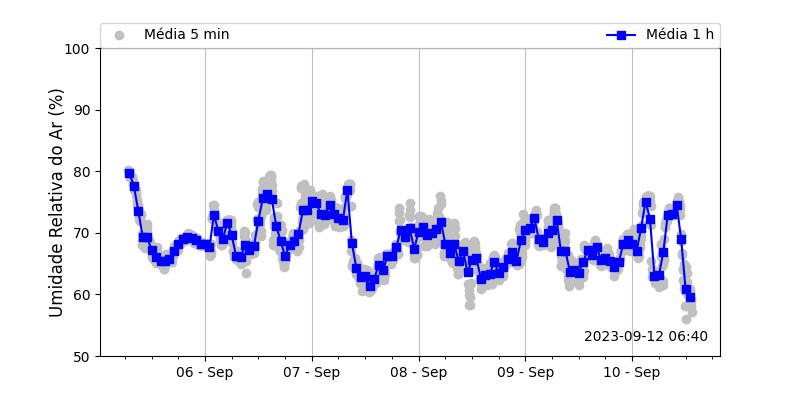 Média 5 min
Média 1 h
100
90
80
70
60
50
Umidade Relativa do Ar (%)
2023-09-12 06:40
06 - Sep
07 - Sep
08 - Sep
09 - Sep
10 - Sep